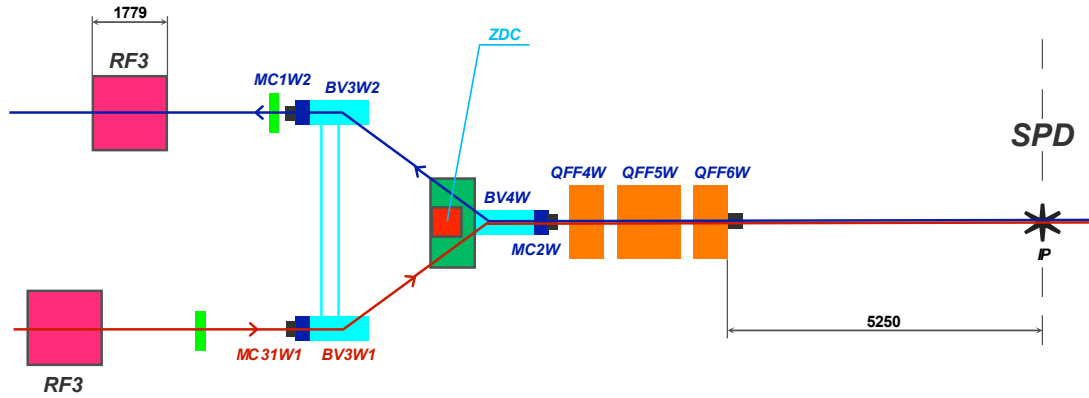 1779
ZDC
RF3
MC1W2
BV3W2
SPD
QFF4W
QFF5W
QFF6W
BV4W
MC2W
IP
5250
MC31W1
BV3W1
RF3